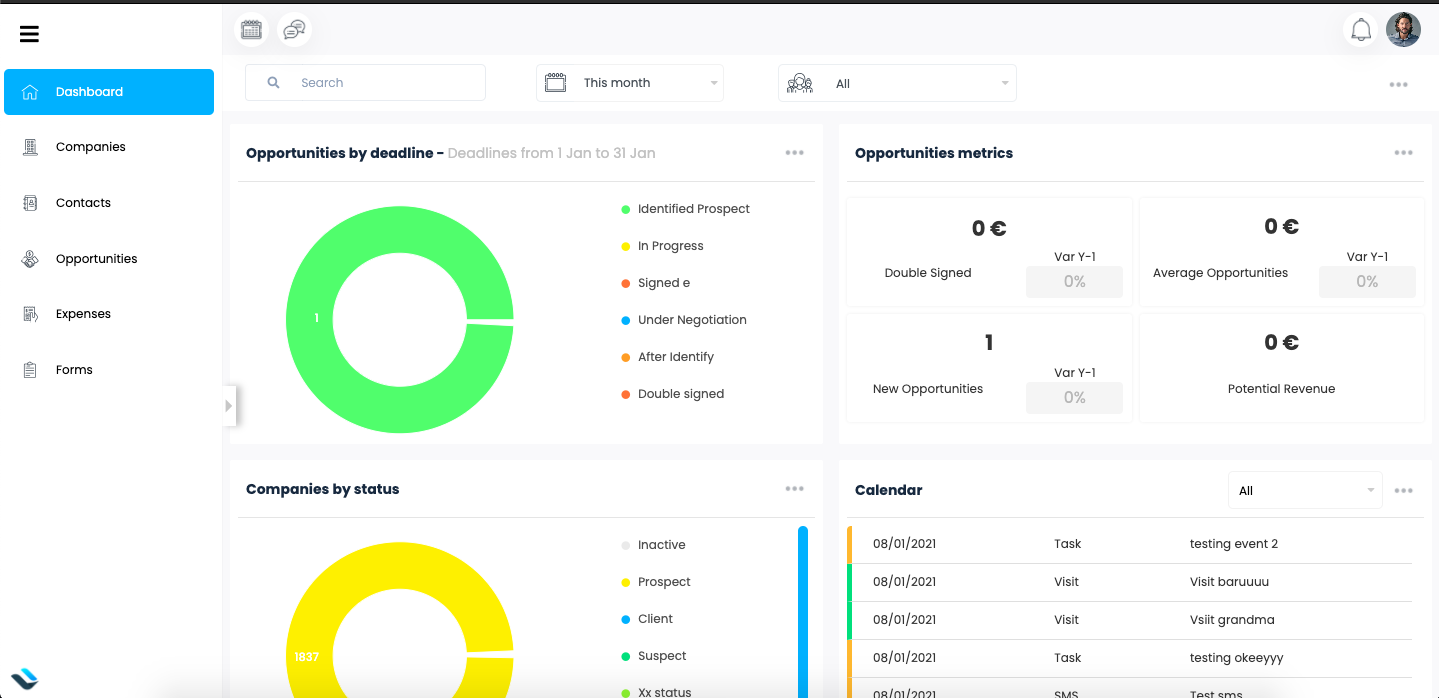 Dashboard
Companies
Contacts
Opportunities
Expenses
Forms
Search
This month
All
Opportunities by deadline - Deadlines from 1 Jan to 31 Jan
1
Identified Prospect
In Progress
Signed e
Under Negotiation
After Identify
Double signed
Opportunities metrics
0 €
Double Signed
Var Y-1
0%
0 €
Average Opportunities
Var Y-1
0%
1
New Opportunities
Var Y-1
0%
0 €
Potential Revenue
Companies by status
1837
Inactive
Prospect
Client
Suspect
Xx status
Calendar
All
08/01/2021 Task testing event 2
08/01/2021 Visit Visit baruuuu
08/01/2021 Visit Vsiit grandma
08/01/2021 Task testing okeeyyy
08/01/2021 SMS Test sms